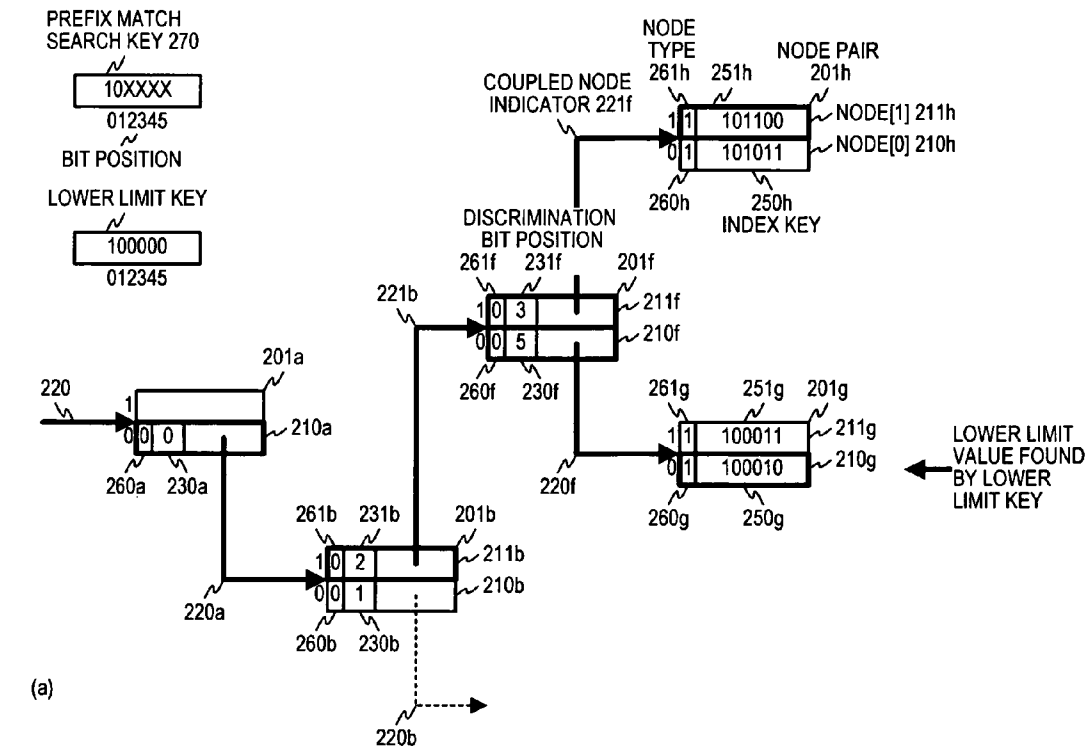 PREFIX MATCH
SEARCH KEY 270
10XXXX
012345
BIT POSITION
LOWER LIMIT KEY
100000
012345
COUPLED NODE
INDICATOR 221f
NODE
TYPE
261h
251h
NODE PAIR
201h
1 1 101100
NODE[1] 211h
0 1 101011
NODE[0] 210h
260h
250h
INDEX KEY
DISCRIMINATION
BIT POSITION
261f
231f
201f
221b
1 0 3
211f
0 0 5
210f
260f
230f
220
201a
1
0 0 0
210a
260a
230a
261g
251g
201g
1 1 100011
211g
0 1 100010
210g
220f
260g
250g
LOWER LIMIT
VALUE FOUND
BY LOWER
LIMIT KEY
261b
231b
201b
1 0 2
211b
0 0 1
210b
220a
260b
230b
(a)
220b